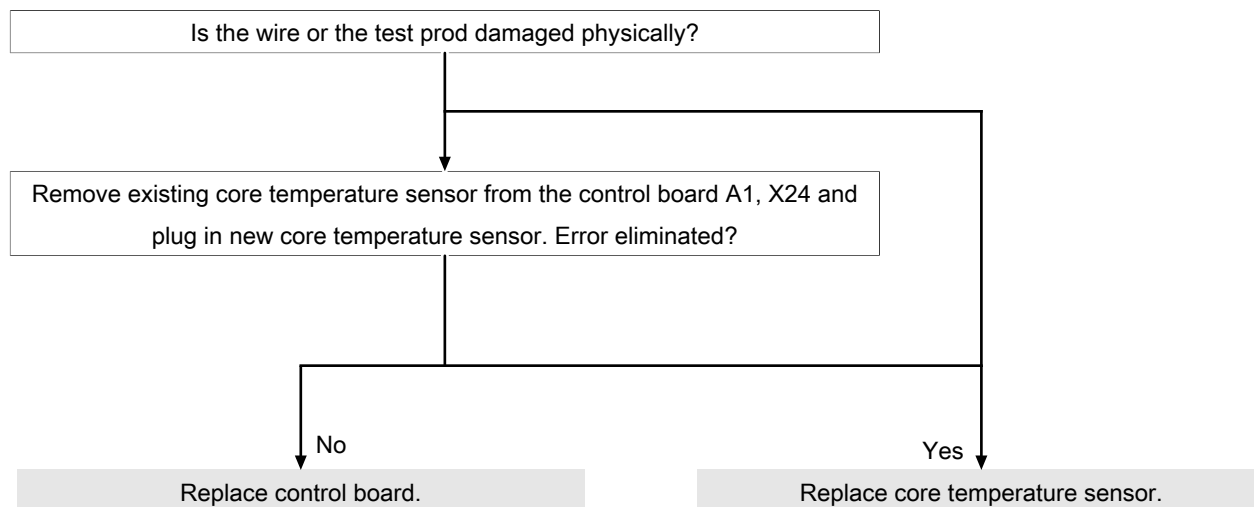 Is the wire or the test prod damaged physically?
Remove existing core temperature sensor from the control board A1, X24 and
plug in new core temperature sensor. Error eliminated?
No
Yes
Replace control board.
Replace core temperature sensor.